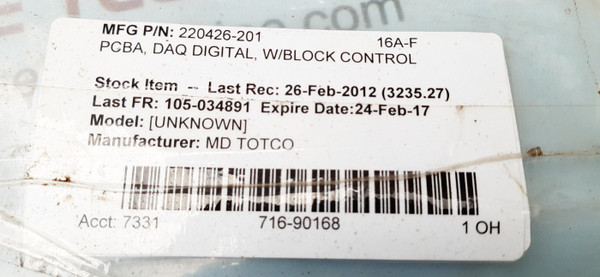 MFG P/N: 220426-201 16A-F
PCBA, DAQ DIGITAL, W/BLOCK CONTROL
Stock Item -- Last Rec: 26-Feb-2012 (3235.27)
Last FR: 105-034891 Expire Date:24-Feb-17
Model: [UNKNOWN]
Manufacturer: MD TOTCO
Acct: 7331 716-90168 1 OH